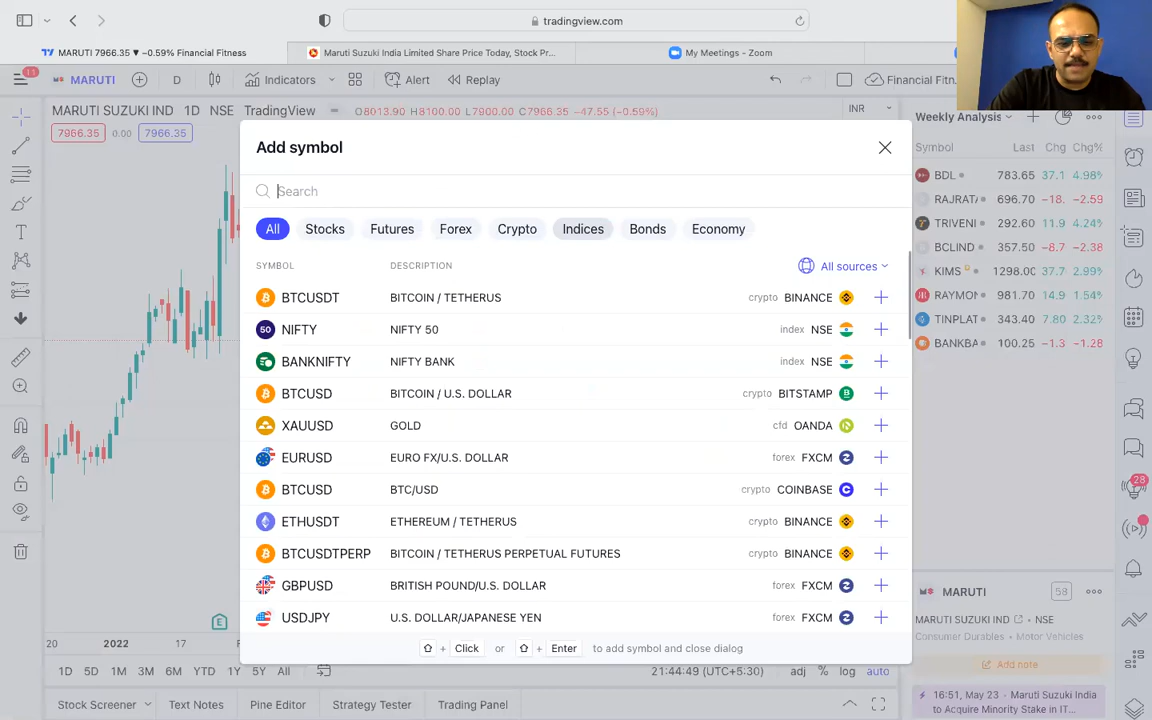 tradingview.com
MARUTI 7966.35 ▼ −0.59% Financial Fitness
Maruti Suzuki India Limited Share Price Today, Stock Pr...
My Meetings - Zoom
11
MARUTI
D
Indicators
Alert
Replay
Financial Fitn
MARUTI SUZUKI IND 1D NSE TradingView
O8013.90 H8100.00 L7900.00 C7966.35 −47.55 (−0.59%)
INR
7966.35 0.00 7966.35
Weekly Analysis
Symbol Last Chg Chg%
BDL 783.65 37.1 4.98%
RAJRAT 696.70 −18. −2.59
TRIVENI 292.60 11.9 4.24%
BCLIND 357.50 −8.7 −2.38
KIMS 1298.00 37.7 2.99%
RAYMON 981.70 14.9 1.54%
TINPLAT 343.40 7.80 2.32%
BANKBA 100.25 −1.3 −1.28
Add symbol
Search
All Stocks Futures Forex Crypto Indices Bonds Economy
SYMBOL DESCRIPTION All sources
BTCUSDT BITCOIN / TETHERUS crypto BINANCE
50 NIFTY NIFTY 50 index NSE
BANKNIFTY NIFTY BANK index NSE
BTCUSD BITCOIN / U.S. DOLLAR crypto BITSTAMP
XAUUSD GOLD cfd OANDA
EURUSD EURO FX/U.S. DOLLAR forex FXCM
BTCUSD BTC/USD crypto COINBASE
ETHUSDT ETHEREUM / TETHERUS crypto BINANCE
BTCUSDTPERP BITCOIN / TETHERUS PERPETUAL FUTURES crypto BINANCE
GBPUSD BRITISH POUND/U.S. DOLLAR forex FXCM
USDJPY U.S. DOLLAR/JAPANESE YEN forex FXCM
+ Click or + Enter to add symbol and close dialog
28
MARUTI 58
MARUTI SUZUKI IND NSE
Consumer Durables • Motor Vehicles
Add note
16:51, May 23 • Maruti Suzuki India
to Acquire Minority Stake in IT...
E
20 2022 17
1D 5D 1M 3M 6M YTD 1Y 5Y All
21:44:49 (UTC+5:30) adj % log auto
Stock Screener Text Notes Pine Editor Strategy Tester Trading Panel